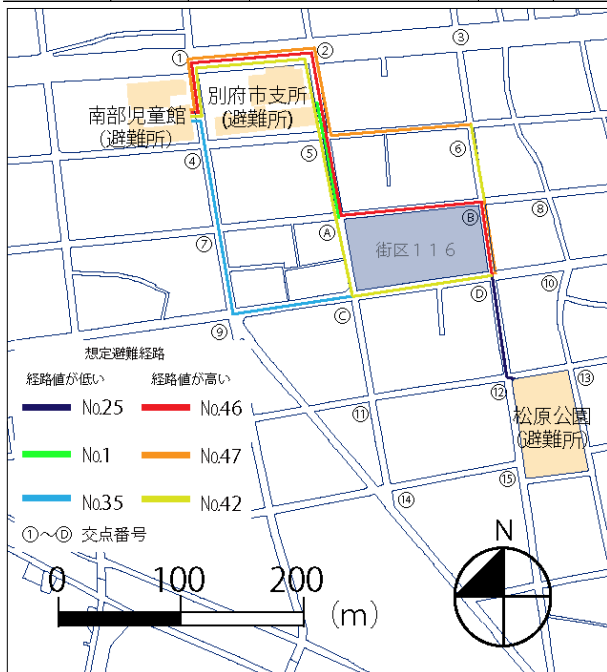 ①
②
③
別府市支所
(避難所)
南部児童館
(避難所)
④
⑤
⑥
⑦
Ⓐ
Ⓑ
⑧
街区116
Ⓒ
Ⓓ
⑩
⑨
想定避難経路
経路値が低い 経路値が高い
No.25 No.46
No.1 No.47
No.35 No.42
①～Ⓓ 交点番号
⑪
⑫
⑬
松原公園
(避難所)
⑭
⑮
0 100 200
(m)
N